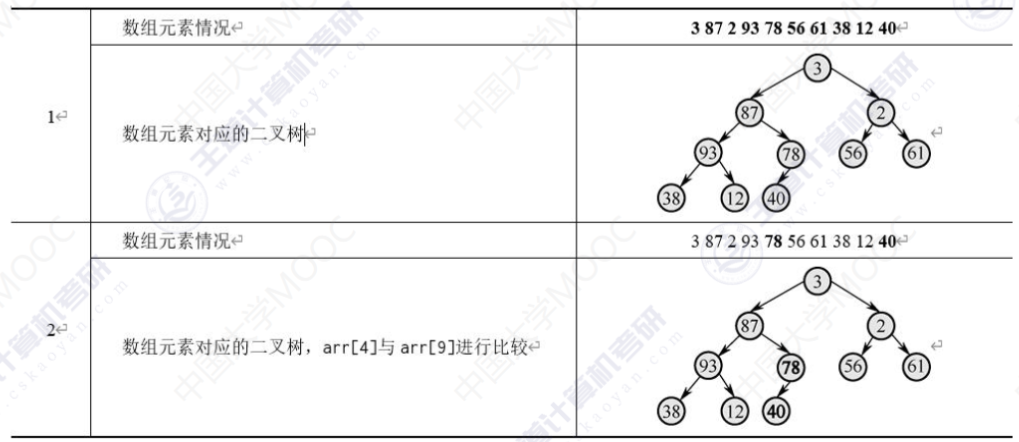 1
数组元素情况
3 87 2 93 78 56 61 38 12 40
数组元素对应的二叉树
3
87 2
93 78 56 61
38 12 40
2
数组元素情况
3 87 2 93 78 56 61 38 12 40
数组元素对应的二叉树，arr[4]与arr[9]进行比较
3
87 2
93 78 56 61
38 12 40
中国大学MOOC
王道计算机考研
www.cskaoyan.com